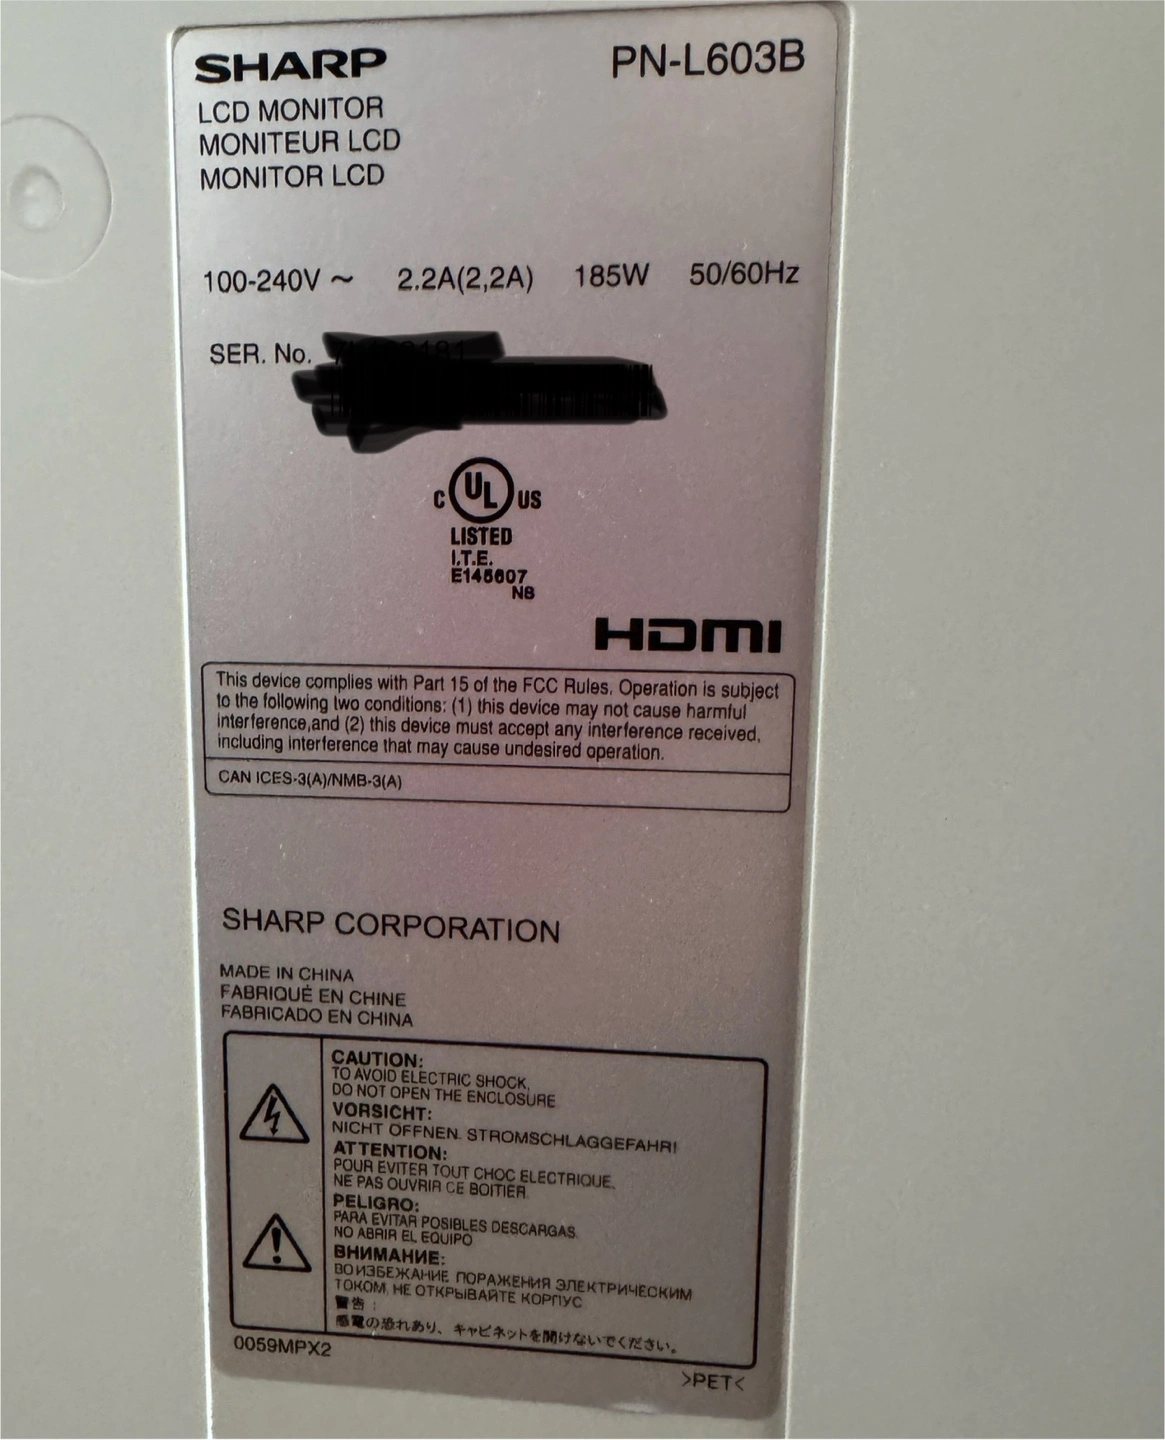 SHARP
PN-L603B
LCD MONITOR
MONITEUR LCD
MONITOR LCD
100-240V ~ 2.2A(2,2A) 185W 50/60Hz
SER. No.
C UL US
LISTED
I.T.E.
E145607
N8
HDMI
This device complies with Part 15 of the FCC Rules. Operation is subject
to the following two conditions: (1) this device may not cause harmful
interference,and (2) this device must accept any interference received,
including interference that may cause undesired operation.
CAN ICES-3(A)/NMB-3(A)
SHARP CORPORATION
MADE IN CHINA
FABRIQUÉ EN CHINE
FABRICADO EN CHINA
CAUTION:
TO AVOID ELECTRIC SHOCK,
DO NOT OPEN THE ENCLOSURE
VORSICHT:
NICHT ÖFFNEN. STROMSCHLAGGEFAHR!
ATTENTION:
POUR EVITER TOUT CHOC ELECTRIQUE,
NE PAS OUVRIR CE BOITIER.
PELIGRO:
PARA EVITAR POSIBLES DESCARGAS
NO ABRIR EL EQUIPO
ВНИМАНИЕ:
ВО ИЗБЕЖАНИЕ ПОРАЖЕНИЯ ЭЛЕКТРИЧЕСКИМ
ТОКОМ, НЕ ОТКРЫВАЙТЕ КОРПУС
警告：
感電の恐れあり、キャビネットを開けないでください。
0059MPX2
>PET<